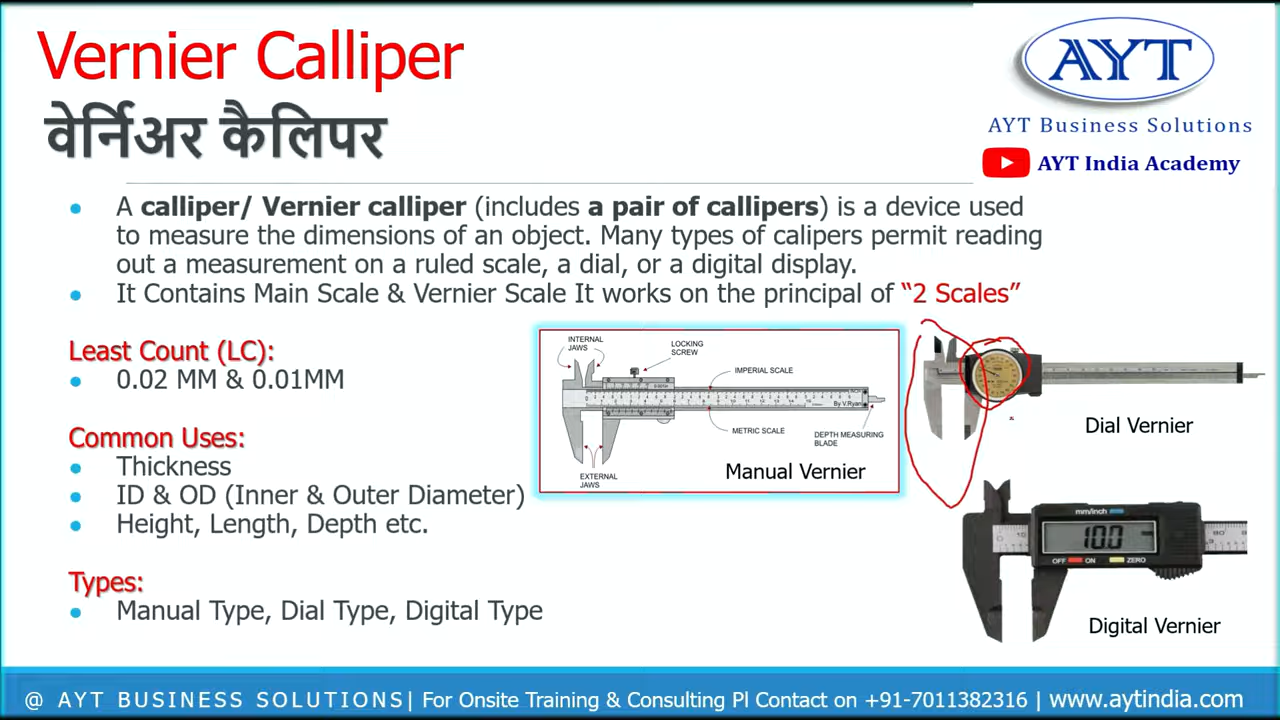 Vernier Calliper
वेर्निअर कैलिपर
AYT
AYT Business Solutions
AYT India Academy
A calliper/ Vernier calliper (includes a pair of callipers) is a device used
to measure the dimensions of an object. Many types of calipers permit reading
out a measurement on a ruled scale, a dial, or a digital display.
It Contains Main Scale & Vernier Scale It works on the principal of “2 Scales”
Least Count (LC):
0.02 MM & 0.01MM
Common Uses:
Thickness
ID & OD (Inner & Outer Diameter)
Height, Length, Depth etc.
Types:
Manual Type, Dial Type, Digital Type
INTERNAL
JAWS
LOCKING
SCREW
IMPERIAL SCALE
By V.Ryan
METRIC SCALE
DEPTH MEASURING
BLADE
EXTERNAL
JAWS
Manual Vernier
Dial Vernier
mm/inch
100
OFF ON ZERO
Digital Vernier
@ AYT BUSINESS SOLUTIONS| For Onsite Training & Consulting Pl Contact on +91-7011382316 | www.aytindia.com